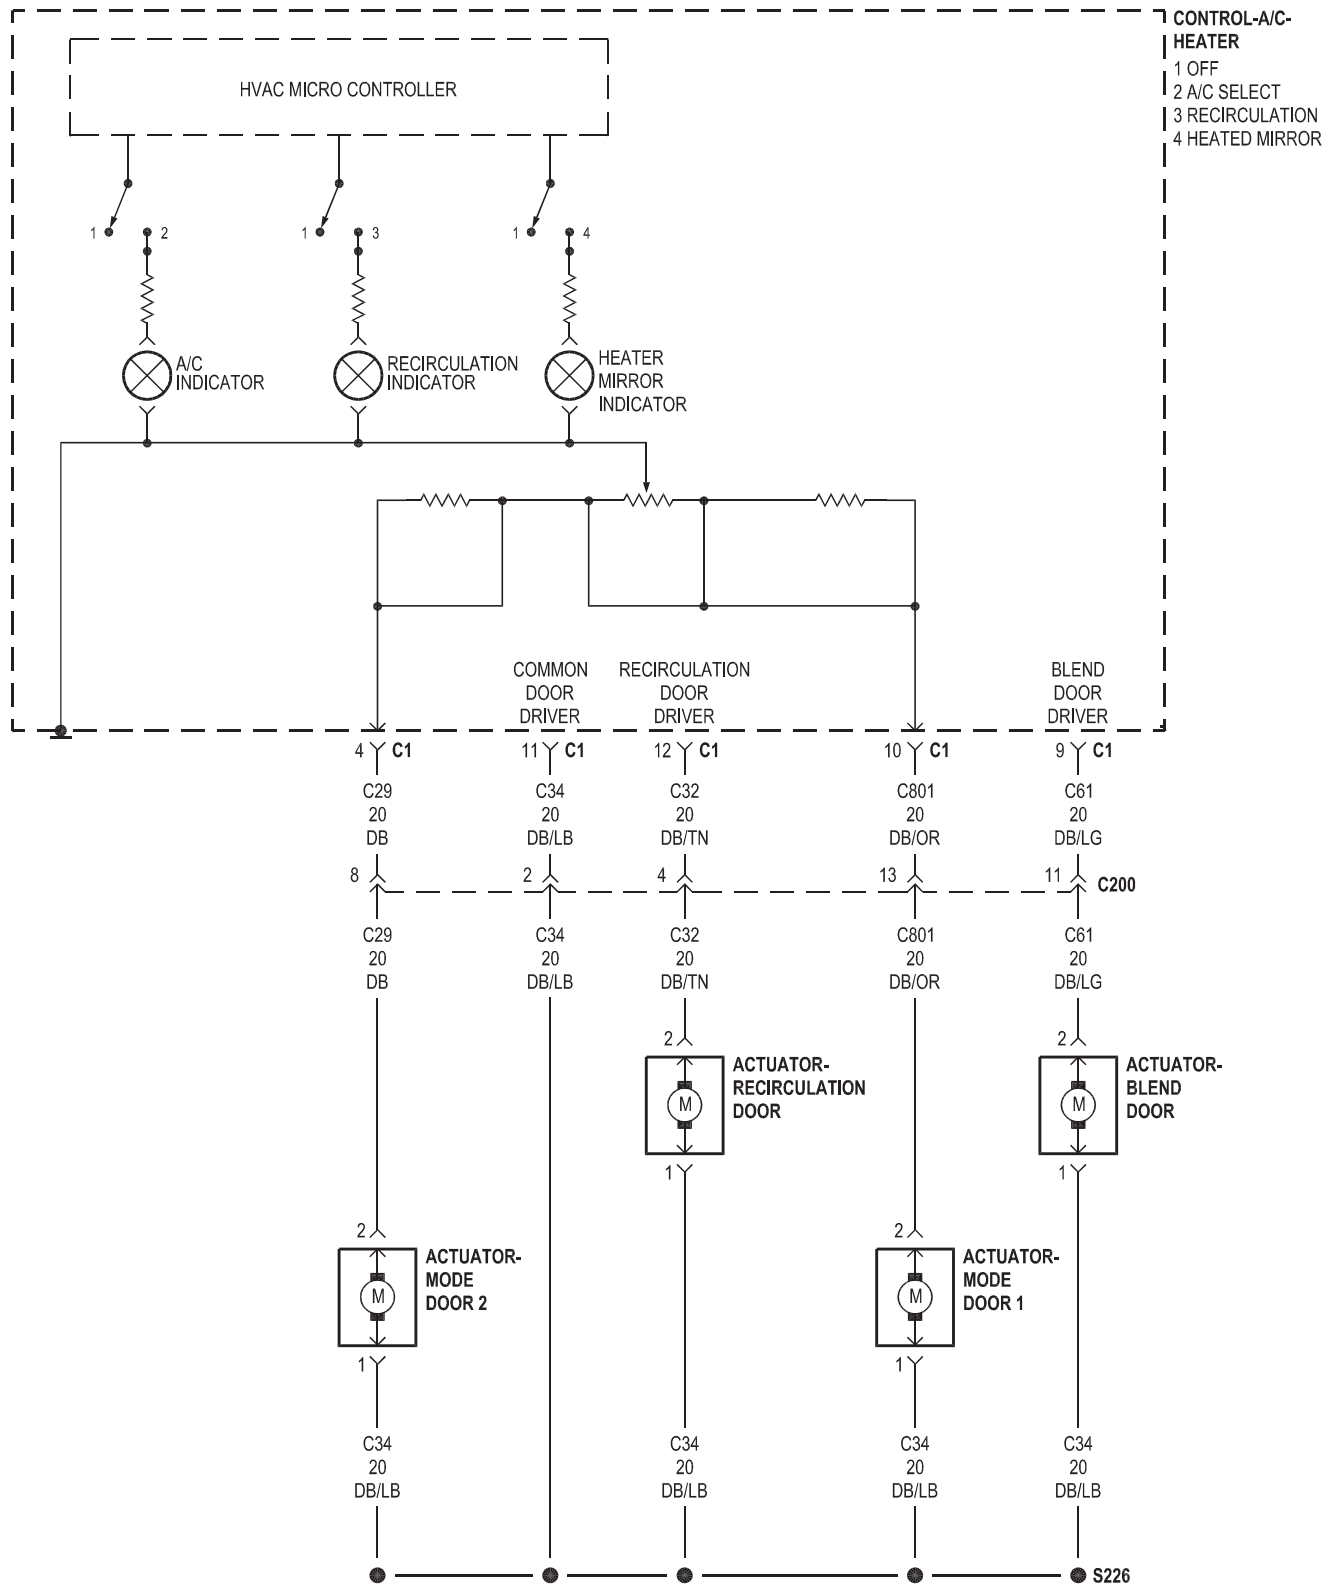 CONTROL-A/C-
HEATER
1 OFF
2 A/C SELECT
3 RECIRCULATION
4 HEATED MIRROR
HVAC MICRO CONTROLLER
1 2 1 3 1 4
A/C
INDICATOR
RECIRCULATION
INDICATOR
HEATER
MIRROR
INDICATOR
COMMON
DOOR
DRIVER
RECIRCULATION
DOOR
DRIVER
BLEND
DOOR
DRIVER
4 C1 11 C1 12 C1 10 C1 9 C1
C29 C34 C32 C801 C61
20 20 20 20 20
DB DB/LB DB/TN DB/OR DB/LG
8 2 4 13 11 C200
C29 C34 C32 C801 C61
20 20 20 20 20
DB DB/LB DB/TN DB/OR DB/LG
2 2
ACTUATOR-
RECIRCULATION
DOOR
M
ACTUATOR-
BLEND
DOOR
M
1 1
2 2
ACTUATOR-
MODE
DOOR 2
M
ACTUATOR-
MODE
DOOR 1
M
1 1
C34 C34 C34 C34
20 20 20 20
DB/LB DB/LB DB/LB DB/LB
S226